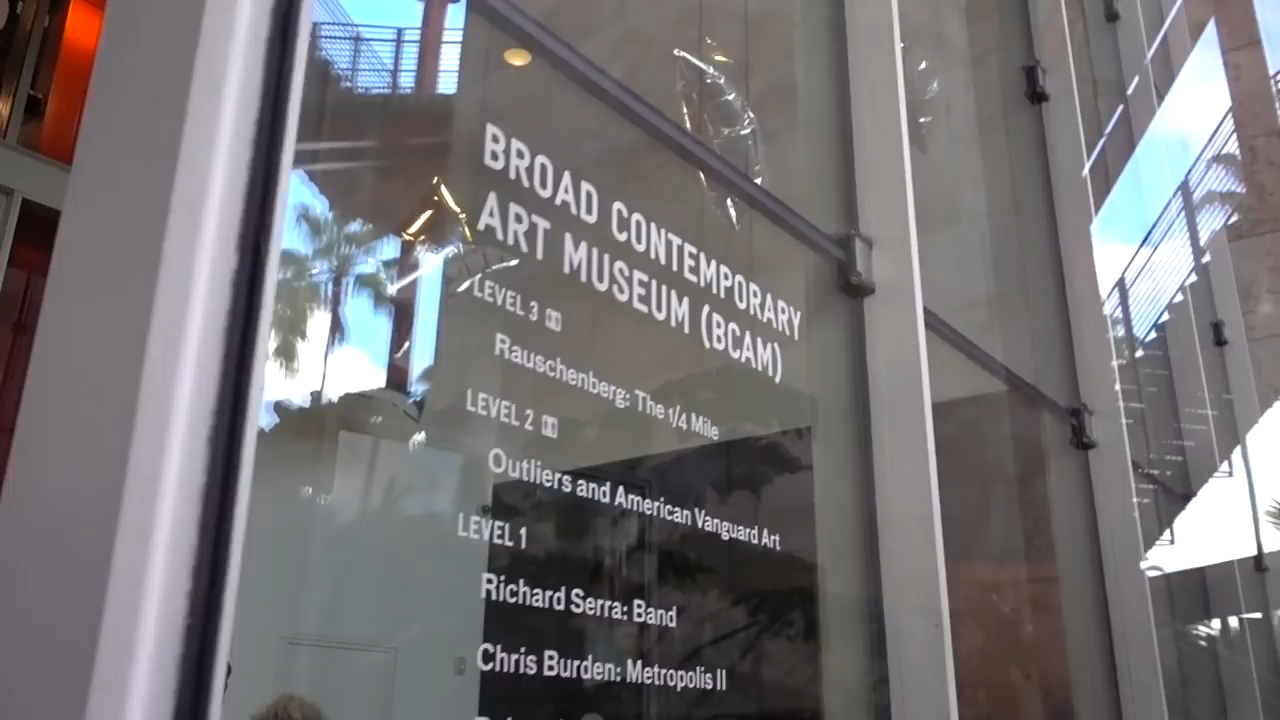 BROAD CONTEMPORARY
ART MUSEUM (BCAM)
LEVEL 3
Rauschenberg: The 1/4 Mile
LEVEL 2
Outliers and American Vanguard Art
LEVEL 1
Richard Serra: Band
Chris Burden: Metropolis II